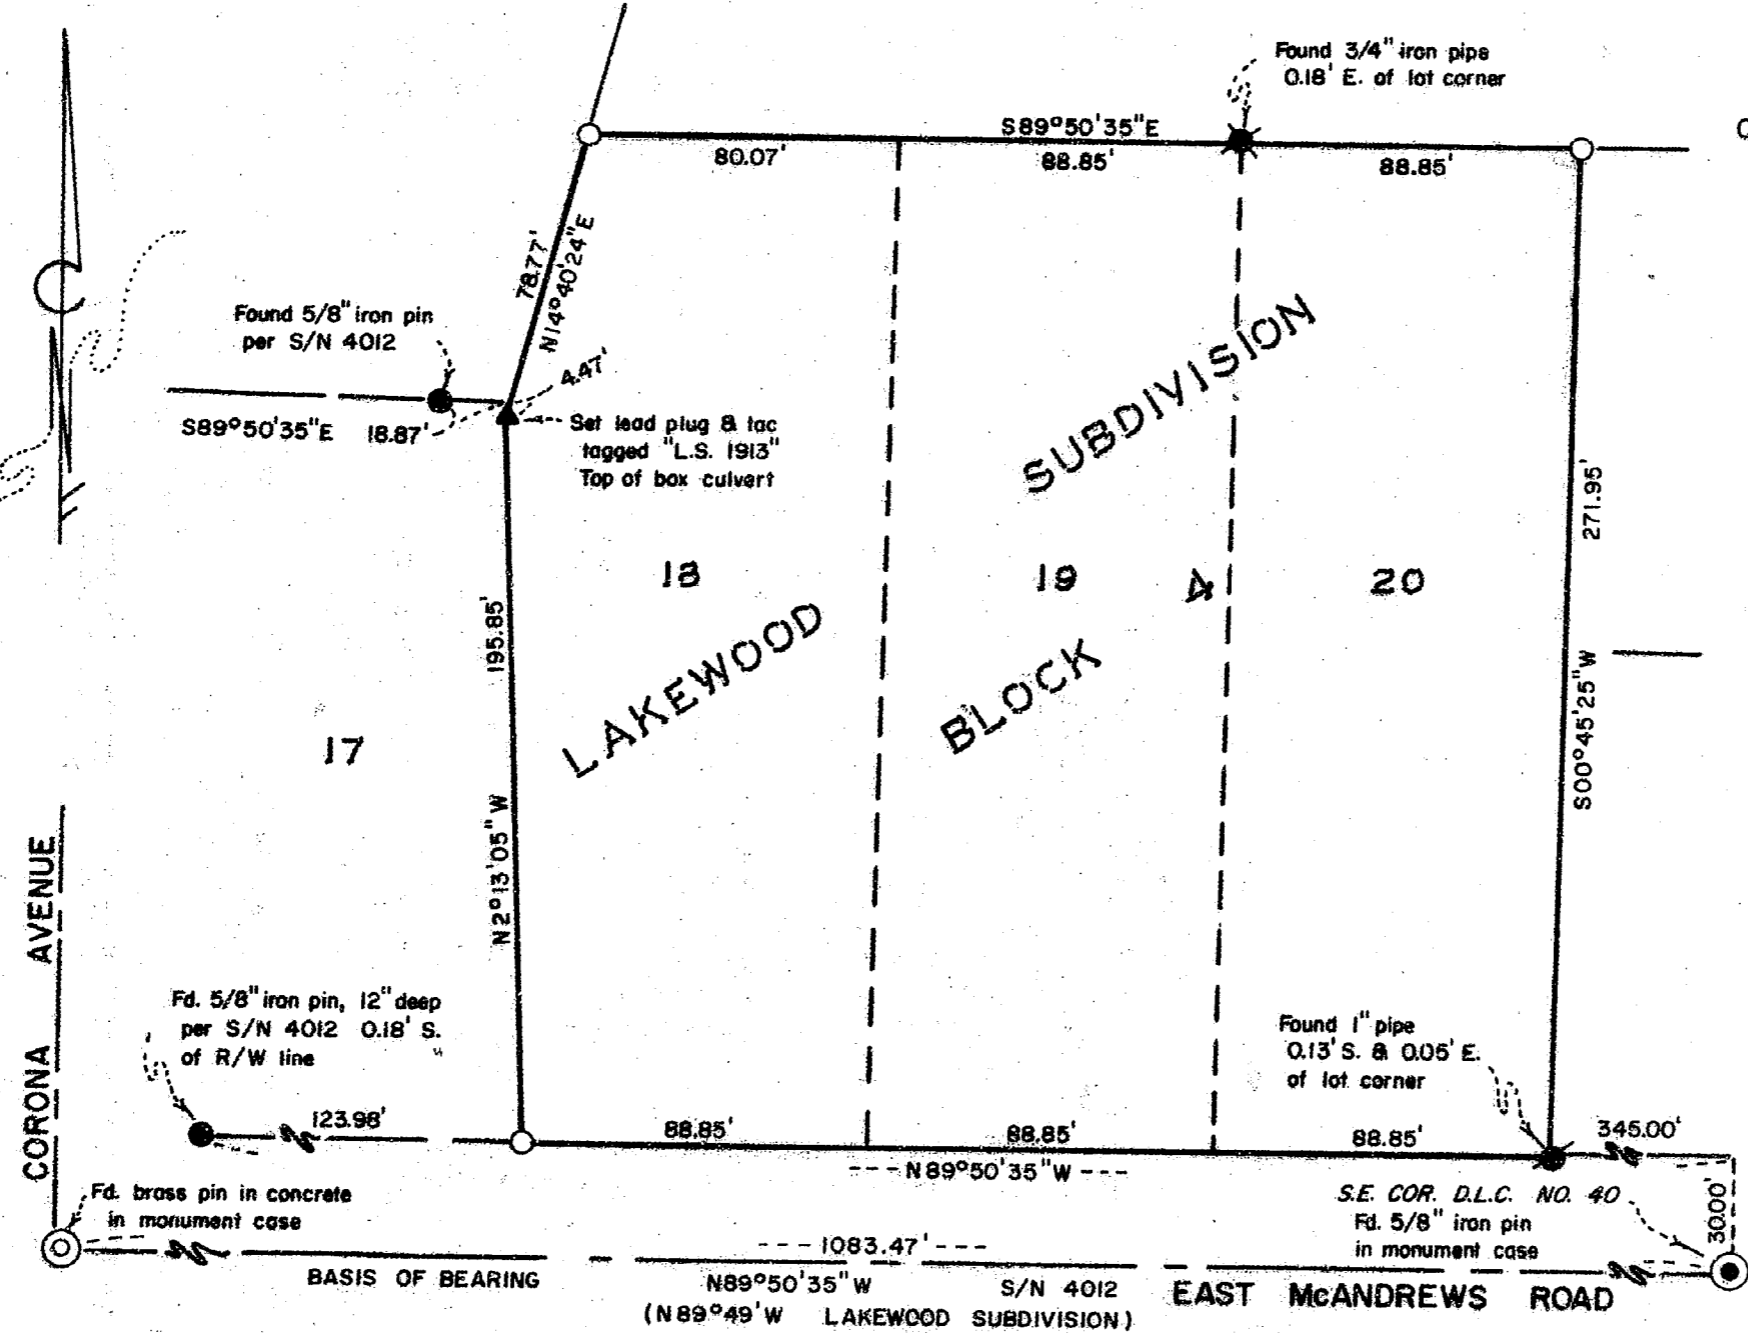 Found 3/4" iron pipe
0.18' E. of lot corner
S89°50'35"E
80.07'
88.85'
88.85'
78.77'
N14°40'24"E
Found 5/8" iron pin
per S/N 4012
4.47'
S89°50'35"E 18.87'
Set lead plug & tac
tagged "L.S. 1913"
Top of box culvert
SUBDIVISION
271.95'
18
19
4
20
195.85'
LAKEWOOD
BLOCK
S00°45'25"W
17
N2°13'05"W
CORONA AVENUE
Fd. 5/8" iron pin, 12" deep
per S/N 4012 0.18' S.
of R/W line
Found 1" pipe
0.13' S. & 0.05' E.
of lot corner
123.98'
88.85'
88.85'
88.85'
345.00'
---N89°50'35"W---
Fd. brass pin in concrete
in monument case
S.E. COR. D.L.C. NO. 40
Fd. 5/8" iron pin
in monument case
30.00'
---1083.47'---
BASIS OF BEARING
N89°50'35"W S/N 4012
EAST McANDREWS ROAD
(N89°49'W LAKEWOOD SUBDIVISION)